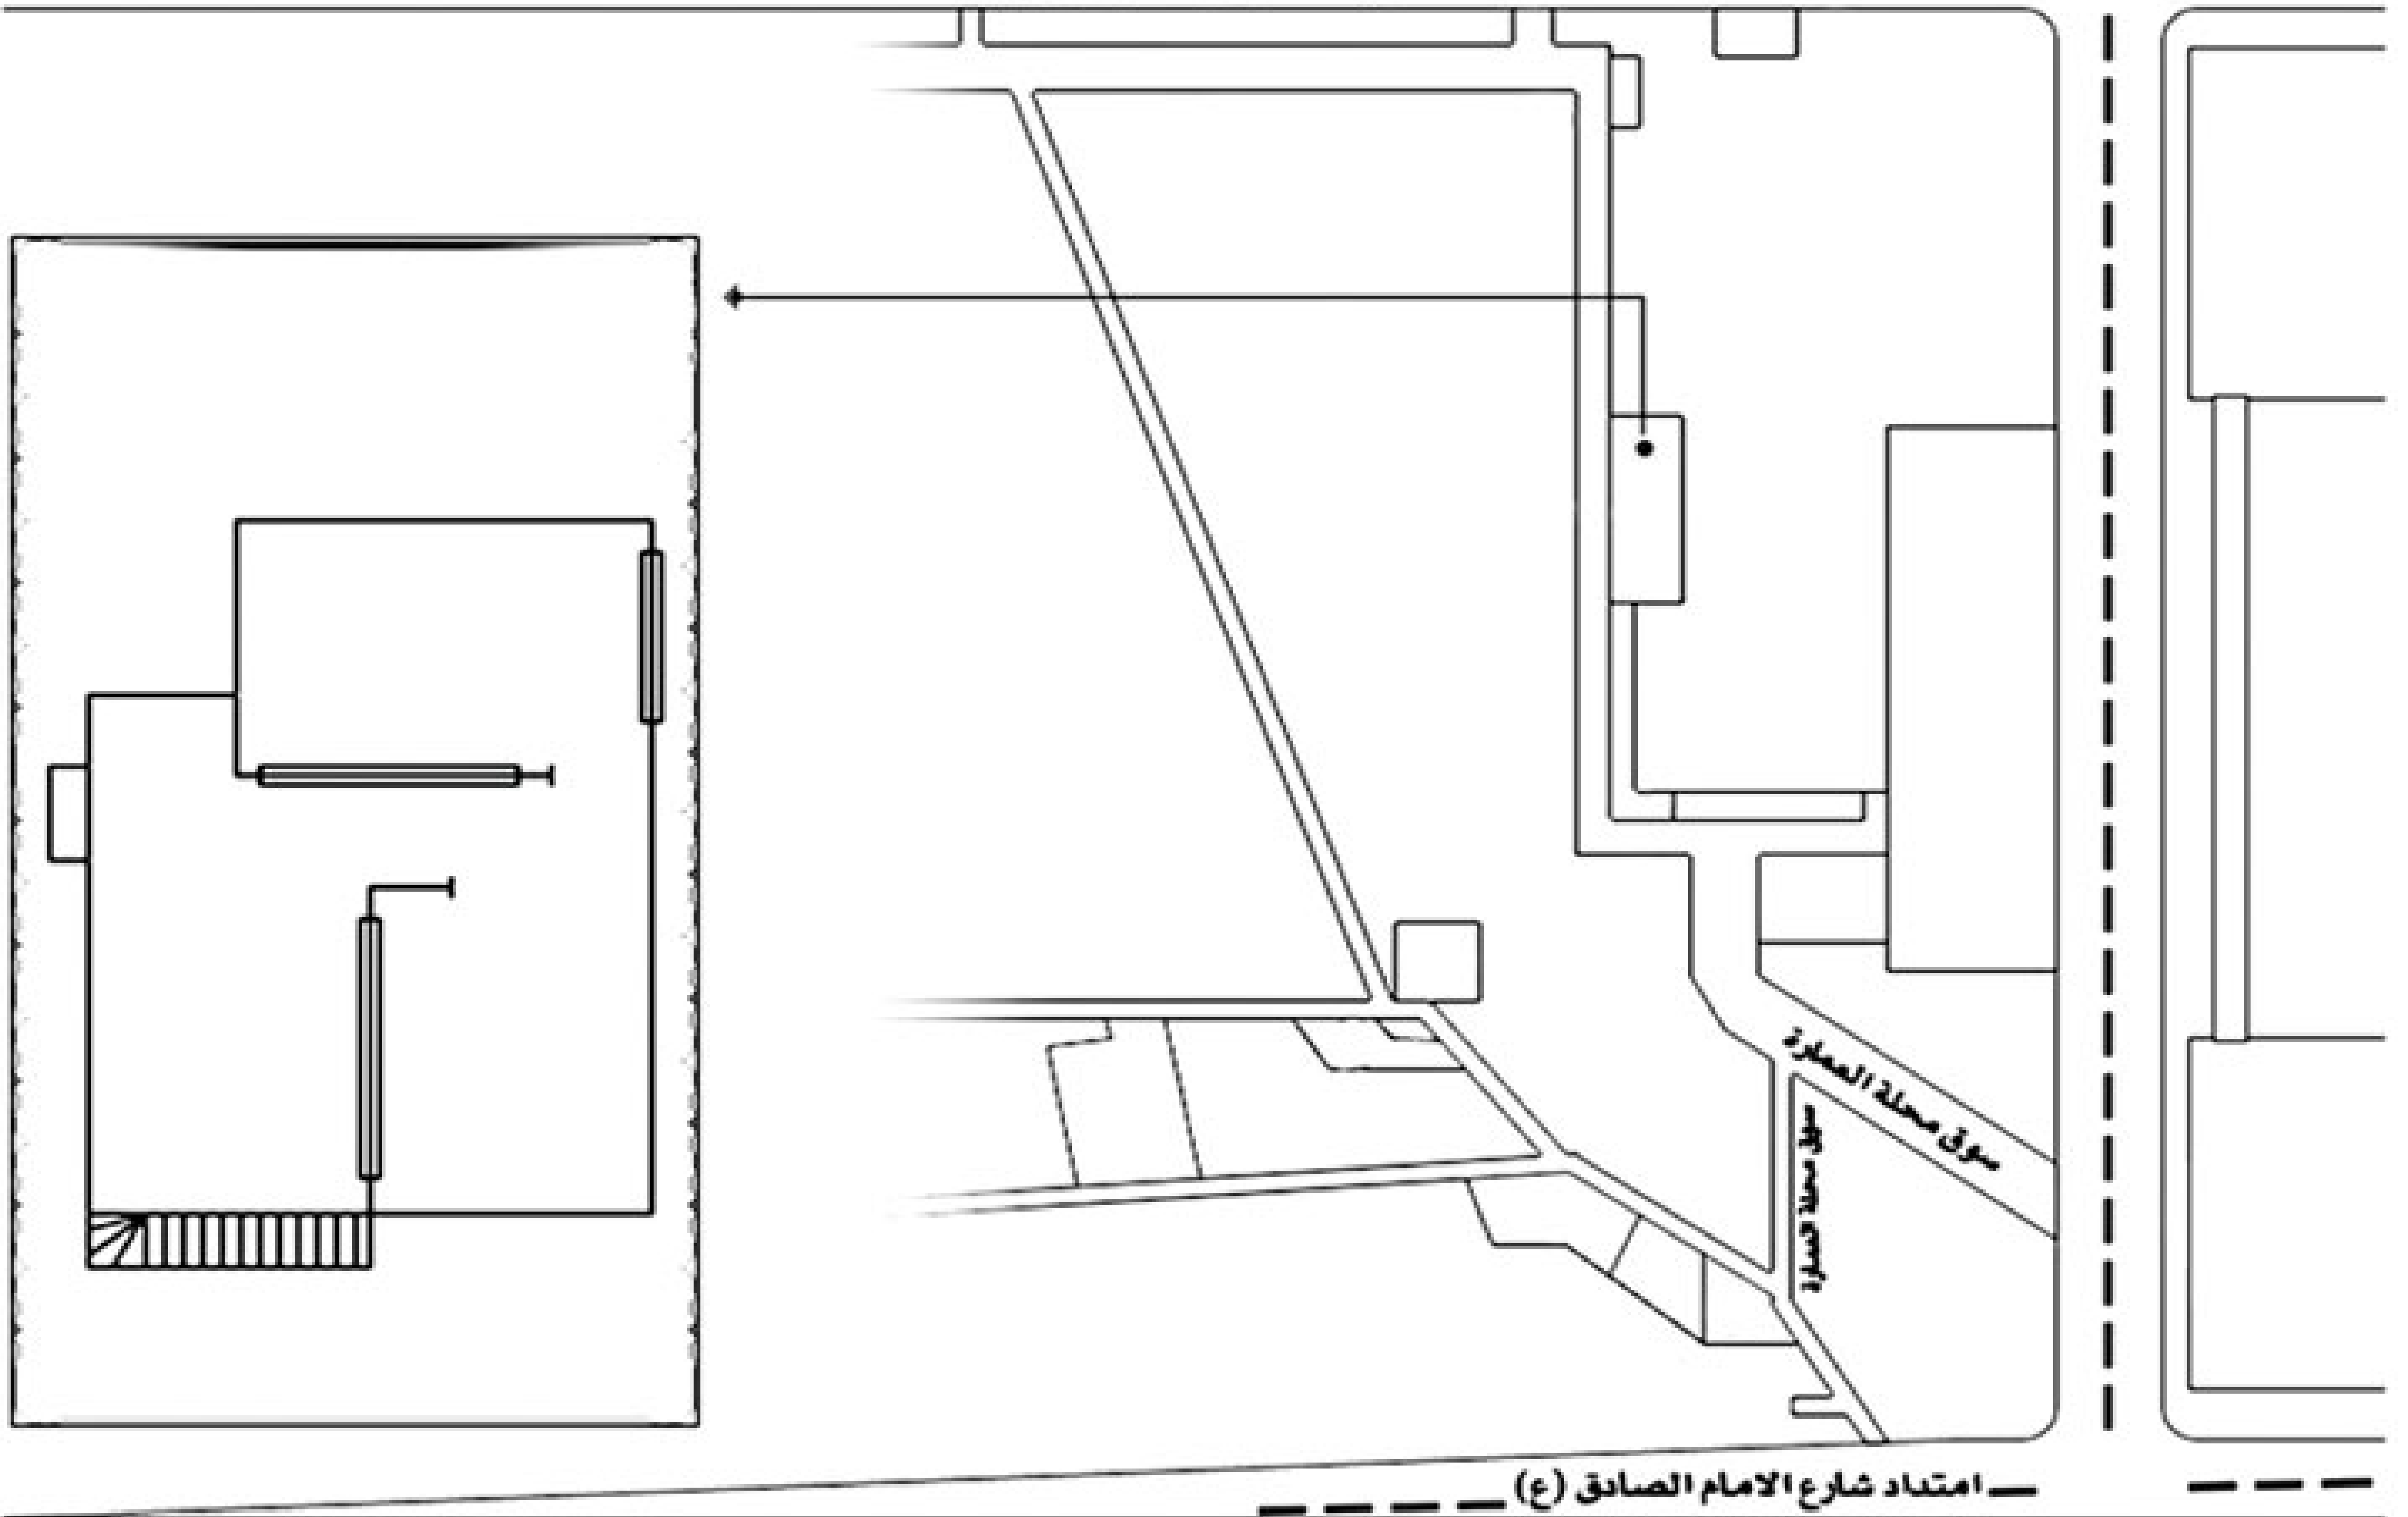 سوق محلة العمارة
سوق محلة العمارة
امتداد شارع الامام الصادق (ع)